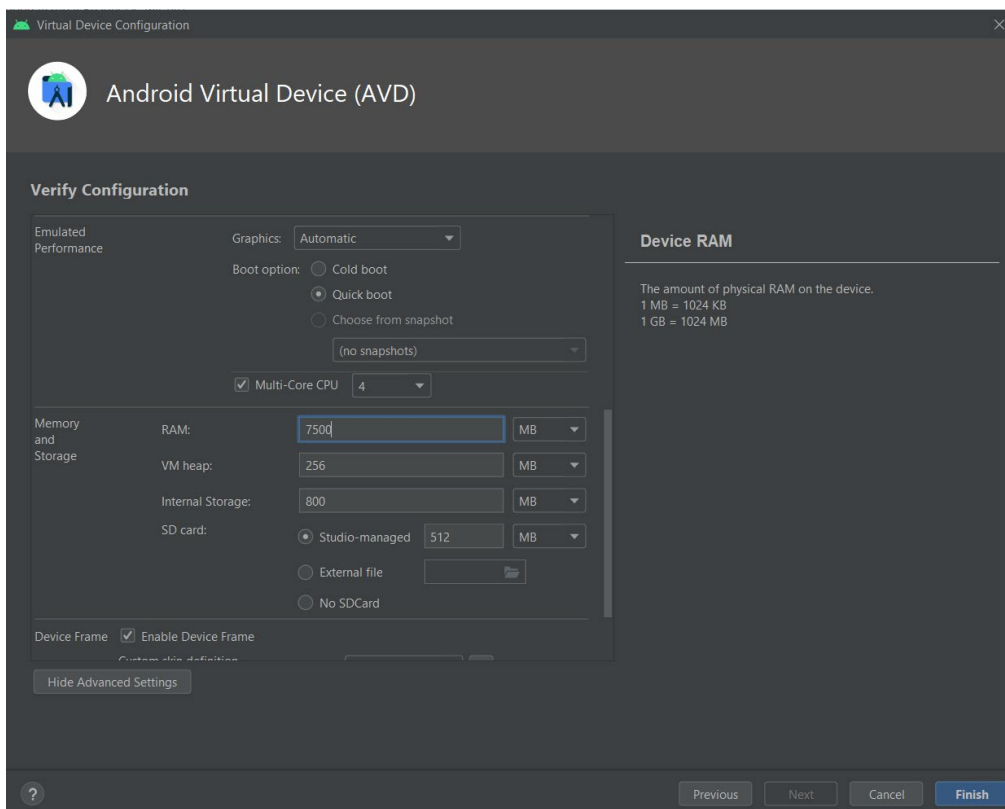 Virtual Device Configuration
Android Virtual Device (AVD)
Verify Configuration
Emulated
Performance
Graphics: Automatic
Boot option: Cold boot
Quick boot
Choose from snapshot
(no snapshots)
Multi-Core CPU 4
Memory
and
Storage
RAM: 7500 MB
VM heap: 256 MB
Internal Storage: 800 MB
SD card:
Studio-managed 512 MB
External file
No SDCard
Device Frame Enable Device Frame
Custom skin definition
Hide Advanced Settings
Device RAM
The amount of physical RAM on the device.
1 MB = 1024 KB
1 GB = 1024 MB
?
Previous Next Cancel Finish